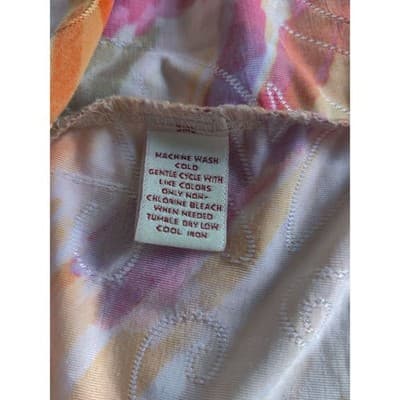 MACHINE WASH
COLD
GENTLE CYCLE WITH
LIKE COLORS
ONLY NON-
CHLORINE BLEACH
WHEN NEEDED
TUMBLE DRY LOW
COOL IRON